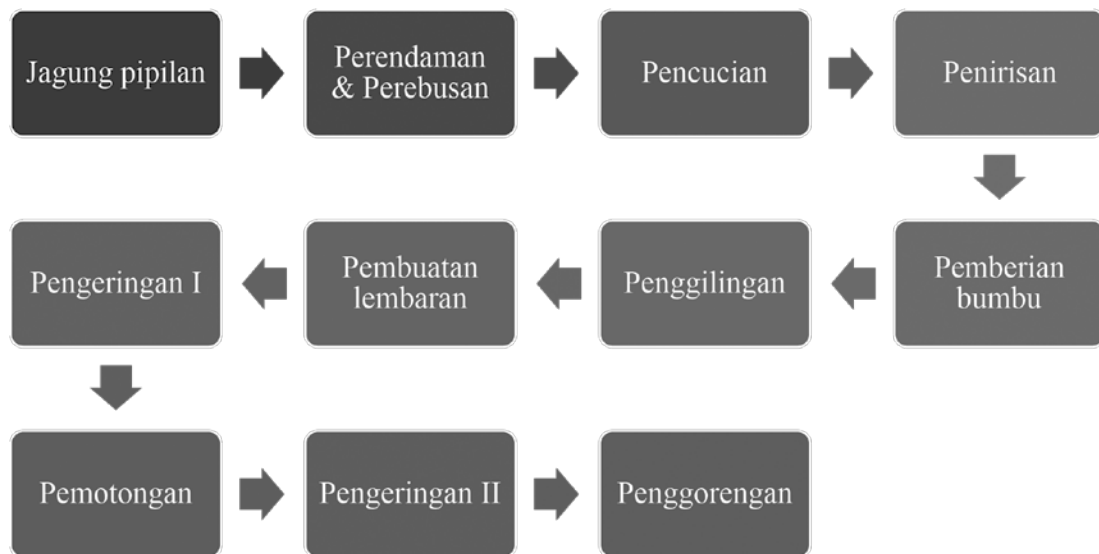 Jagung pipilan
Perendaman
& Perebusan
Pencucian
Penirisan
Pemberian
bumbu
Penggilingan
Pembuatan
lembaran
Pengeringan I
Pemotongan
Pengeringan II
Penggorengan